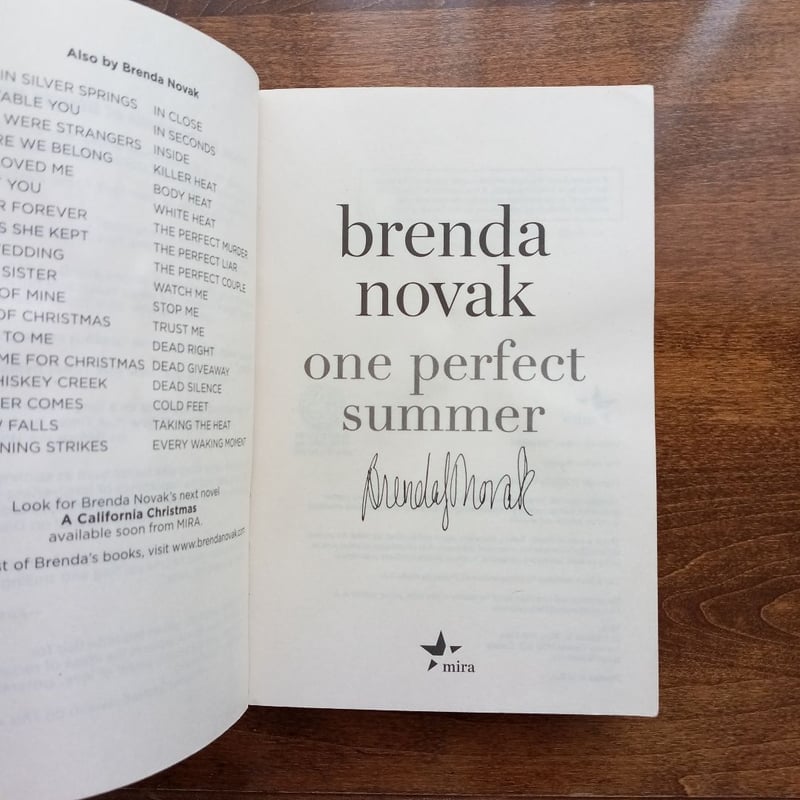 Also by Brenda Novak
IN SILVER SPRINGS
ABLE YOU
WERE STRANGERS
RE WE BELONG
OVED ME
YOU
R FOREVER
S SHE KEPT
EDDING
SISTER
OF MINE
OF CHRISTMAS
TO ME
ME FOR CHRISTMAS
HISKEY CREEK
ER COMES
FALLS
NING STRIKES
IN CLOSE
IN SECONDS
INSIDE
KILLER HEAT
BODY HEAT
WHITE HEAT
THE PERFECT MURDER
THE PERFECT LIAR
THE PERFECT COUPLE
WATCH ME
STOP ME
TRUST ME
DEAD RIGHT
DEAD GIVEAWAY
DEAD SILENCE
COLD FEET
TAKING THE HEAT
EVERY WAKING MOMENT
Look for Brenda Novak's next novel
A California Christmas
available soon from MIRA.
st of Brenda's books, visit www.brendanovak.com
brenda
novak
one perfect
summer
Brenda Novak
mira